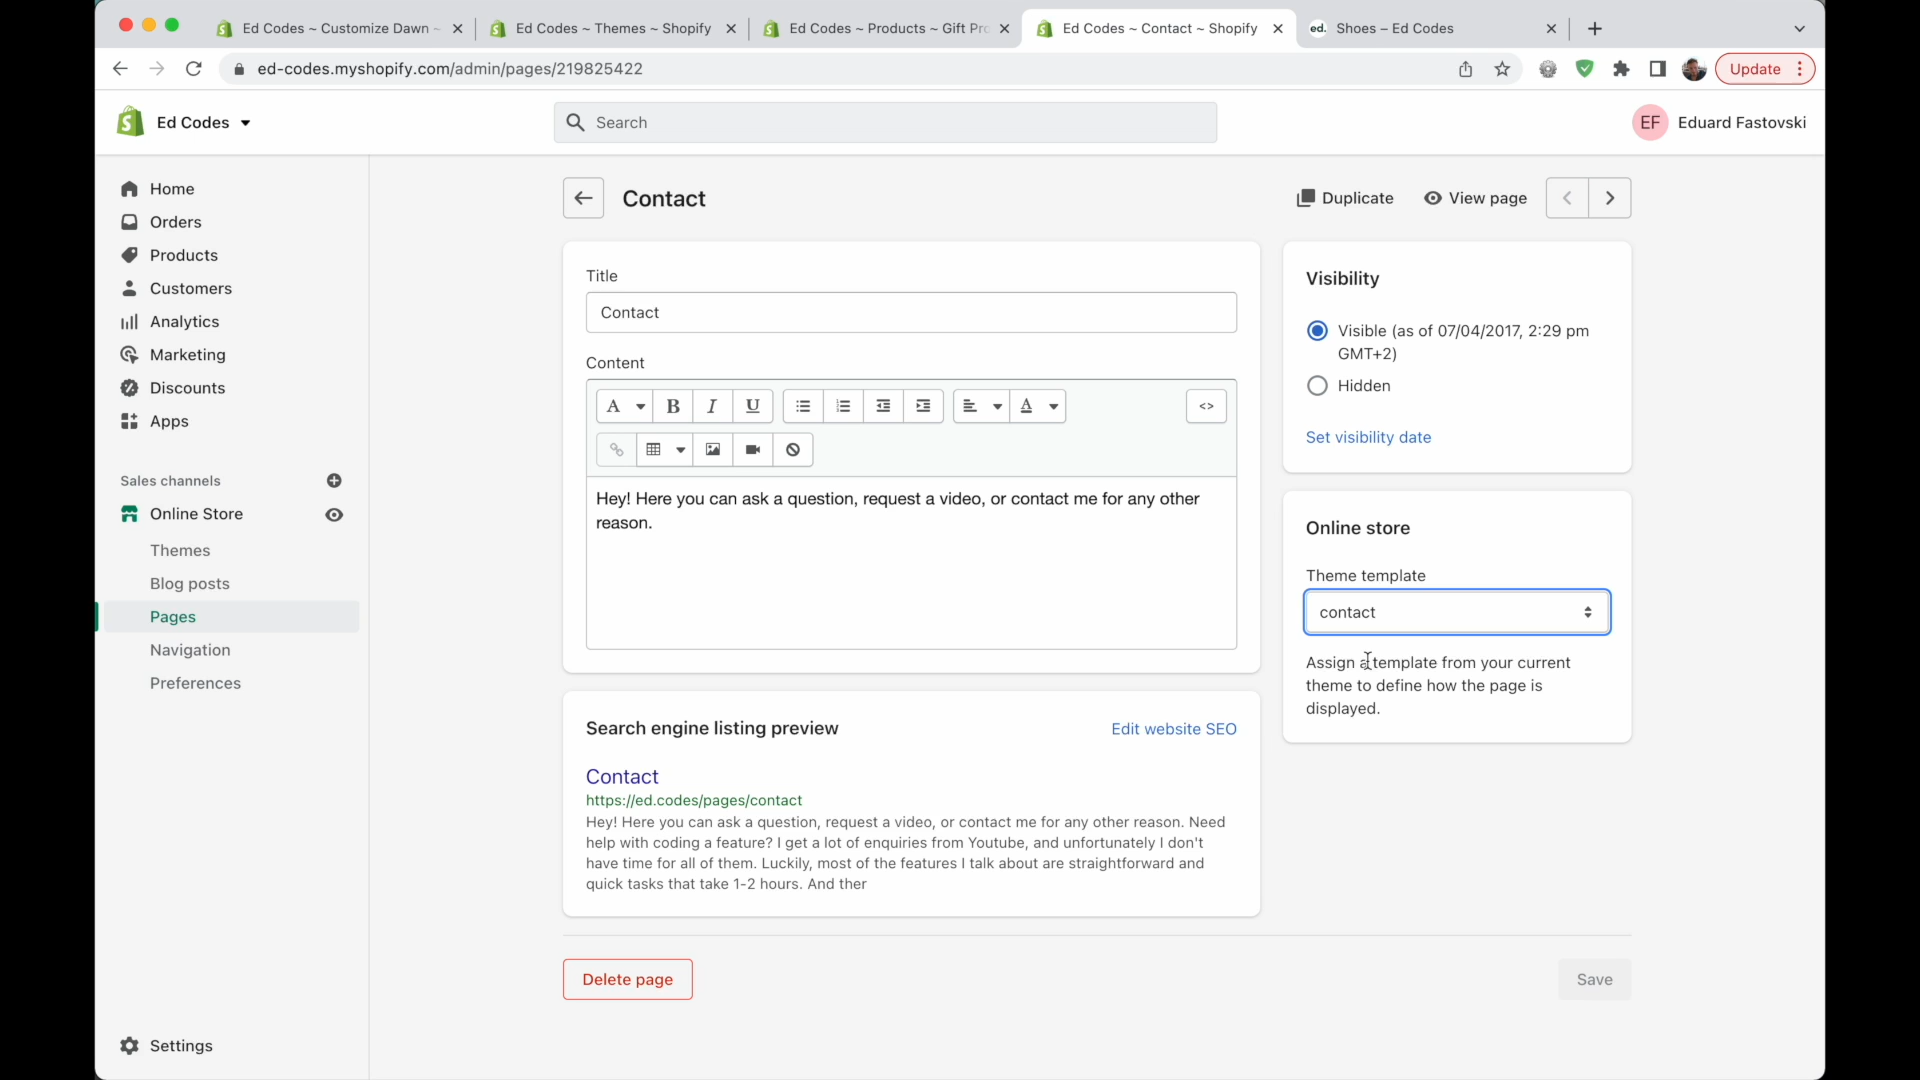 Ed Codes ~ Customize Dawn ~
Ed Codes ~ Themes ~ Shopify
Ed Codes ~ Products ~ Gift Pro
Ed Codes ~ Contact ~ Shopify
ed. Shoes – Ed Codes
ed-codes.myshopify.com/admin/pages/219825422
Update
Ed Codes
Search
EF Eduard Fastovski
Home
Orders
Products
Customers
Analytics
Marketing
Discounts
Apps
Sales channels
Online Store
Themes
Blog posts
Pages
Navigation
Preferences
Settings
Contact
Duplicate
View page
Title
Contact
Content
A B I U A <>
Hey! Here you can ask a question, request a video, or contact me for any other
reason.
Search engine listing preview
Edit website SEO
Contact
https://ed.codes/pages/contact
Hey! Here you can ask a question, request a video, or contact me for any other reason. Need
help with coding a feature? I get a lot of enquiries from Youtube, and unfortunately I don't
have time for all of them. Luckily, most of the features I talk about are straightforward and
quick tasks that take 1-2 hours. And ther
Delete page
Save
Visibility
Visible (as of 07/04/2017, 2:29 pm
GMT+2)
Hidden
Set visibility date
Online store
Theme template
contact
Assign a template from your current
theme to define how the page is
displayed.